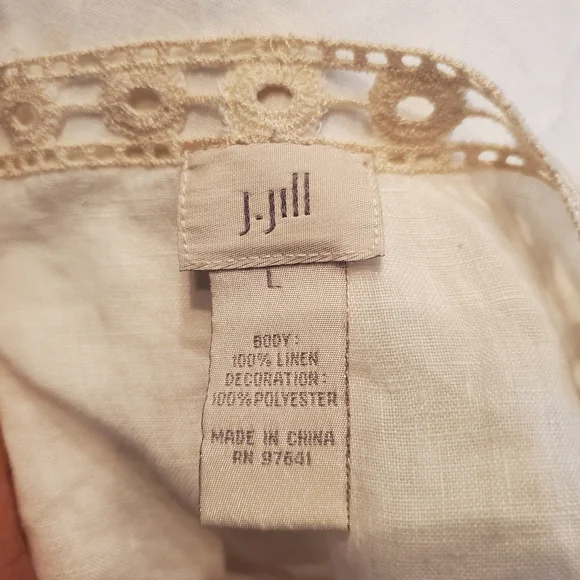 J.Jill
L
BODY:
100% LINEN
DECORATION:
100% POLYESTER
MADE IN CHINA
RN 97641